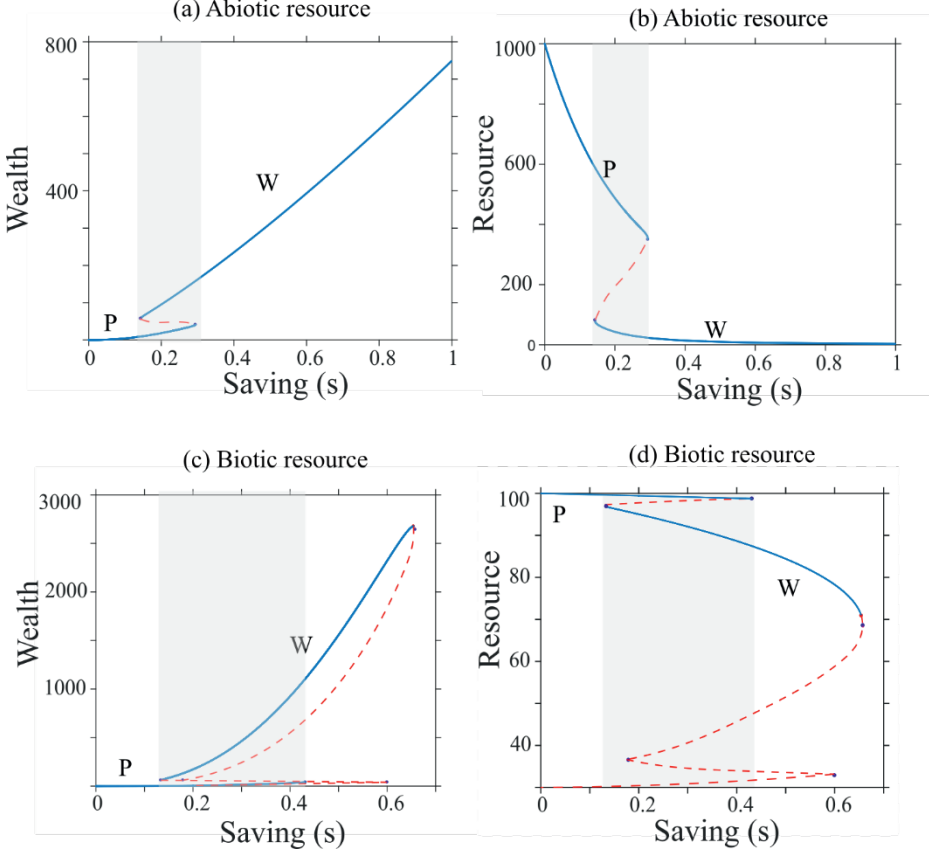 (a) Abiotic resource
800
400
0
Wealth
P
W
0 0.2 0.4 0.6 0.8 1
Saving (s)
(b) Abiotic resource
1000
600
200
0
Resource
P
W
0 0.2 0.4 0.6 0.8 1
Saving (s)
(c) Biotic resource
3000
2000
1000
0
Wealth
P
W
0 0.2 0.4 0.6
Saving (s)
(d) Biotic resource
100
80
60
40
Resource
P
W
0 0.2 0.4 0.6
Saving (s)